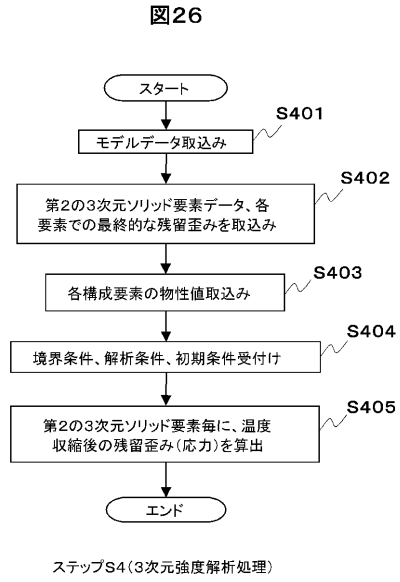 図26
スタート
S401
モデルデータ取込み
S402
第2の3次元ソリッド要素データ、各
要素での最終的な残留歪みを取込み
S403
各構成要素の物性値取込み
S404
境界条件、解析条件、初期条件受付け
S405
第2の3次元ソリッド要素毎に、温度
収縮後の残留歪み(応力)を算出
エンド
ステップS4(3次元強度解析処理)